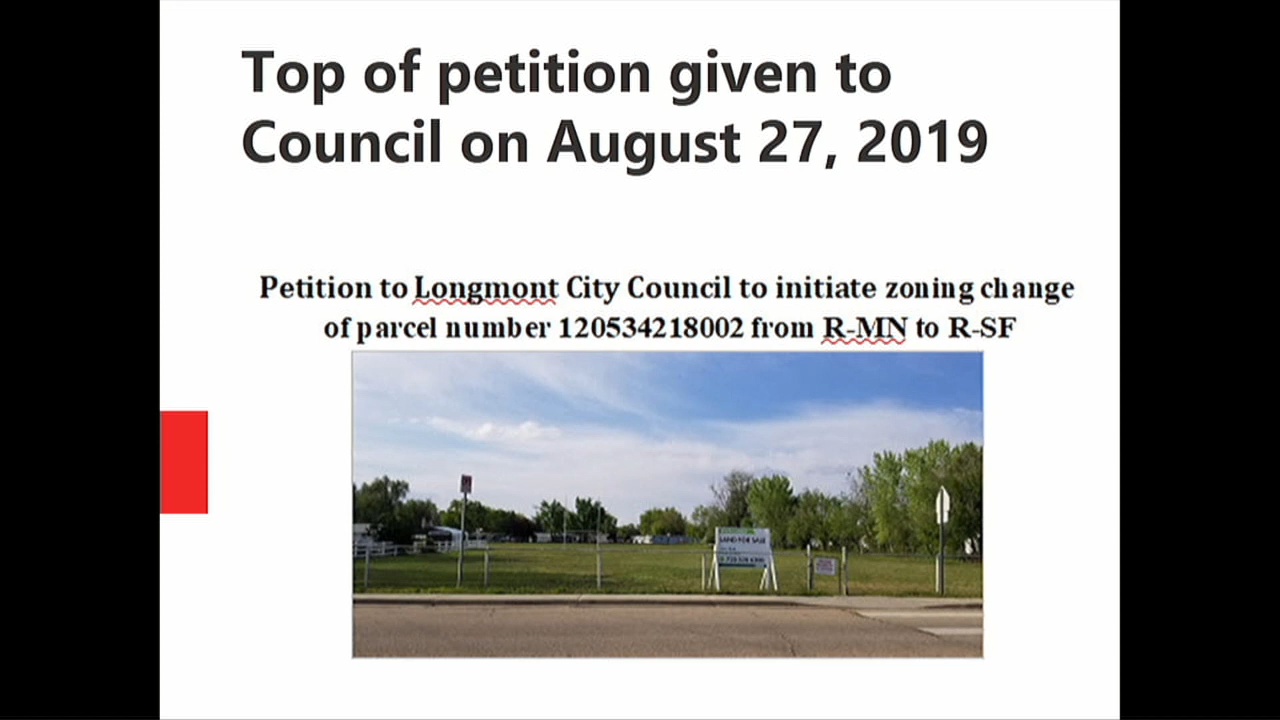 Top of petition given to
Council on August 27, 2019
Petition to Longmont City Council to initiate zoning change
of parcel number 120534218002 from R-MN to R-SF
LAND FOR SALE